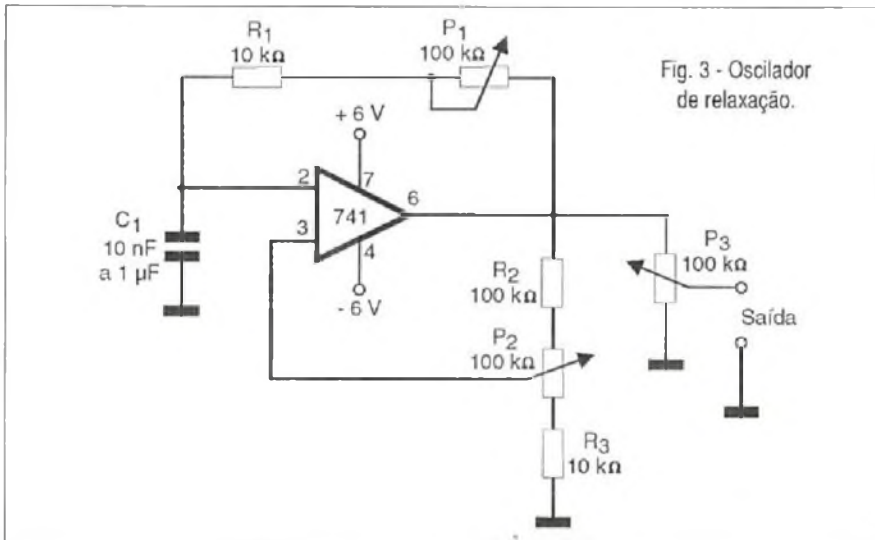 R1
10 kΩ
P1
100 kΩ
Fig. 3 - Oscilador
de relaxação.
+ 6 V
2
7
6
741
3
4
- 6 V
C1
10 nF
a 1 µF
R2
100 kΩ
P2
100 kΩ
R3
10 kΩ
P3
100 kΩ
Saída